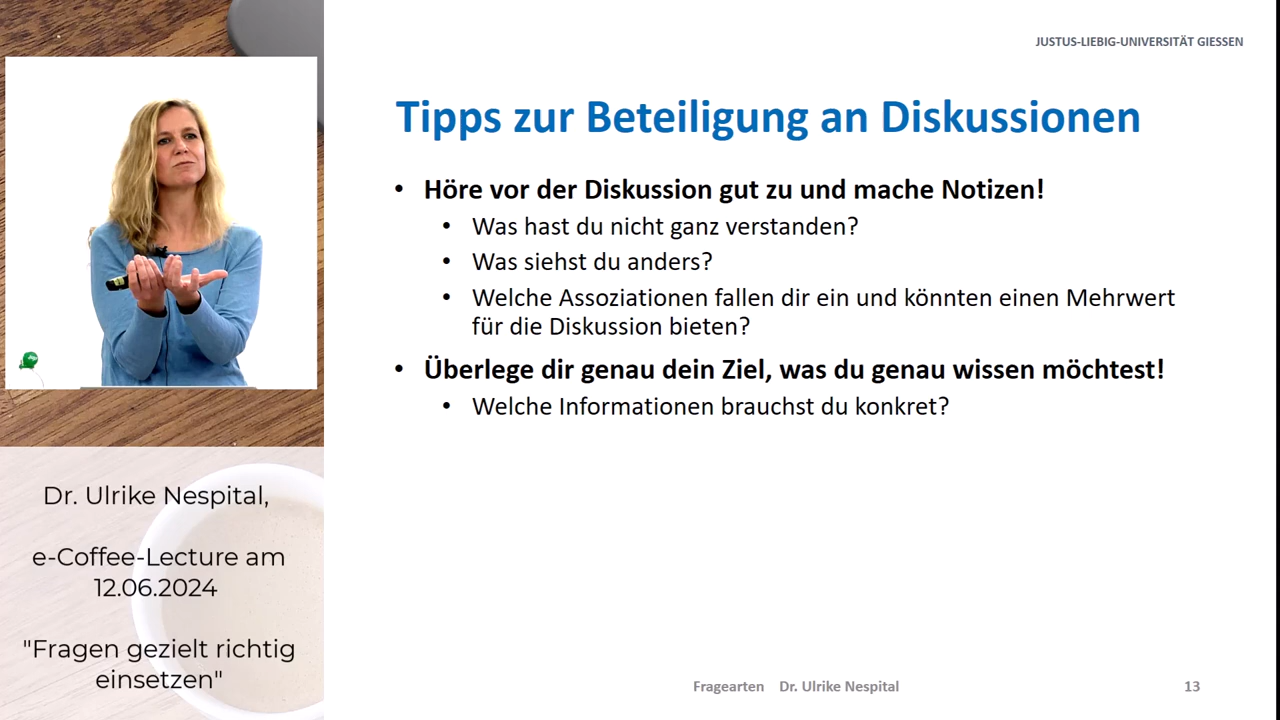 JUSTUS-LIEBIG-UNIVERSITÄT GIESSEN
Tipps zur Beteiligung an Diskussionen
• Höre vor der Diskussion gut zu und mache Notizen!
• Was hast du nicht ganz verstanden?
• Was siehst du anders?
• Welche Assoziationen fallen dir ein und könnten einen Mehrwert
für die Diskussion bieten?
• Überlege dir genau dein Ziel, was du genau wissen möchtest!
• Welche Informationen brauchst du konkret?
Dr. Ulrike Nespital,
e-Coffee-Lecture am
12.06.2024
"Fragen gezielt richtig
einsetzen"
Fragearten Dr. Ulrike Nespital
13